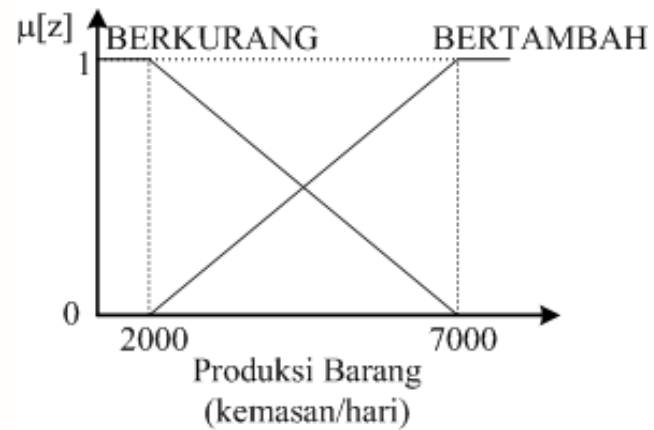 μ[z]
BERKURANG BERTAMBAH
1
0
2000 7000
Produksi Barang
(kemasan/hari)